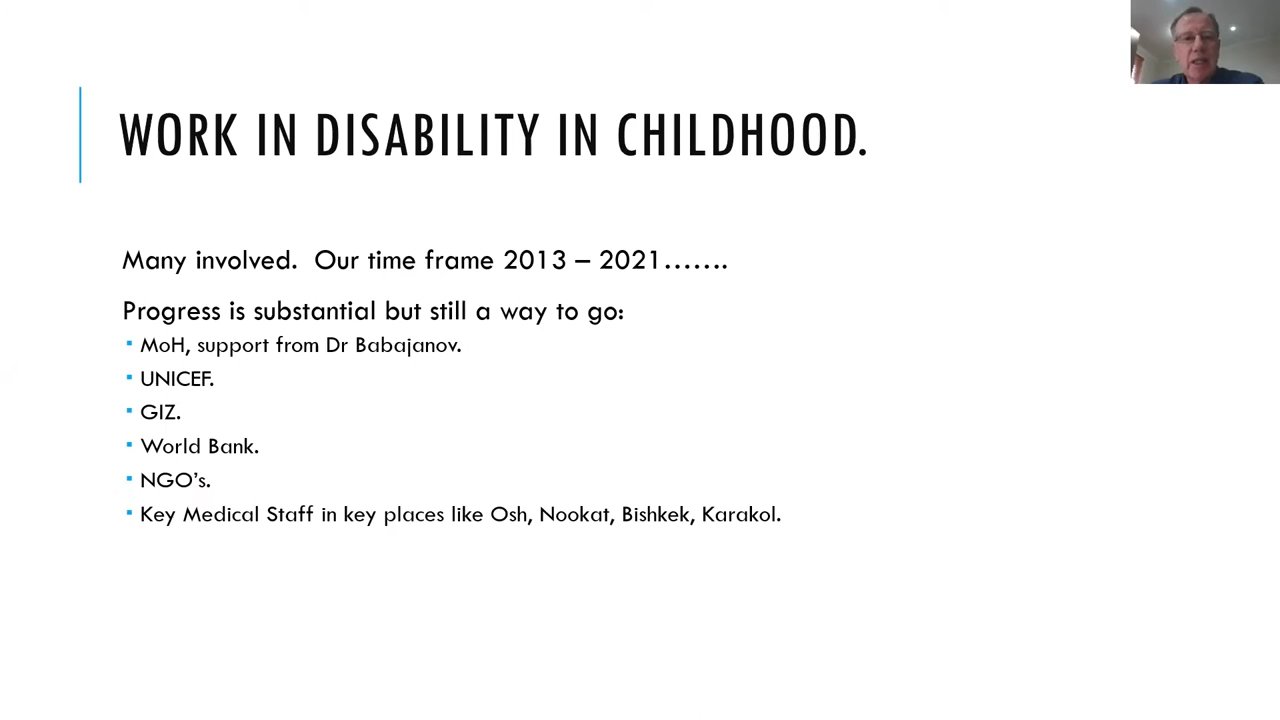 WORK IN DISABILITY IN CHILDHOOD.
Many involved.  Our time frame 2013 – 2021.......
Progress is substantial but still a way to go:
▪ MoH, support from Dr Babajanov.
▪ UNICEF.
▪ GIZ.
▪ World Bank.
▪ NGO’s.
▪ Key Medical Staff in key places like Osh, Nookat, Bishkek, Karakol.